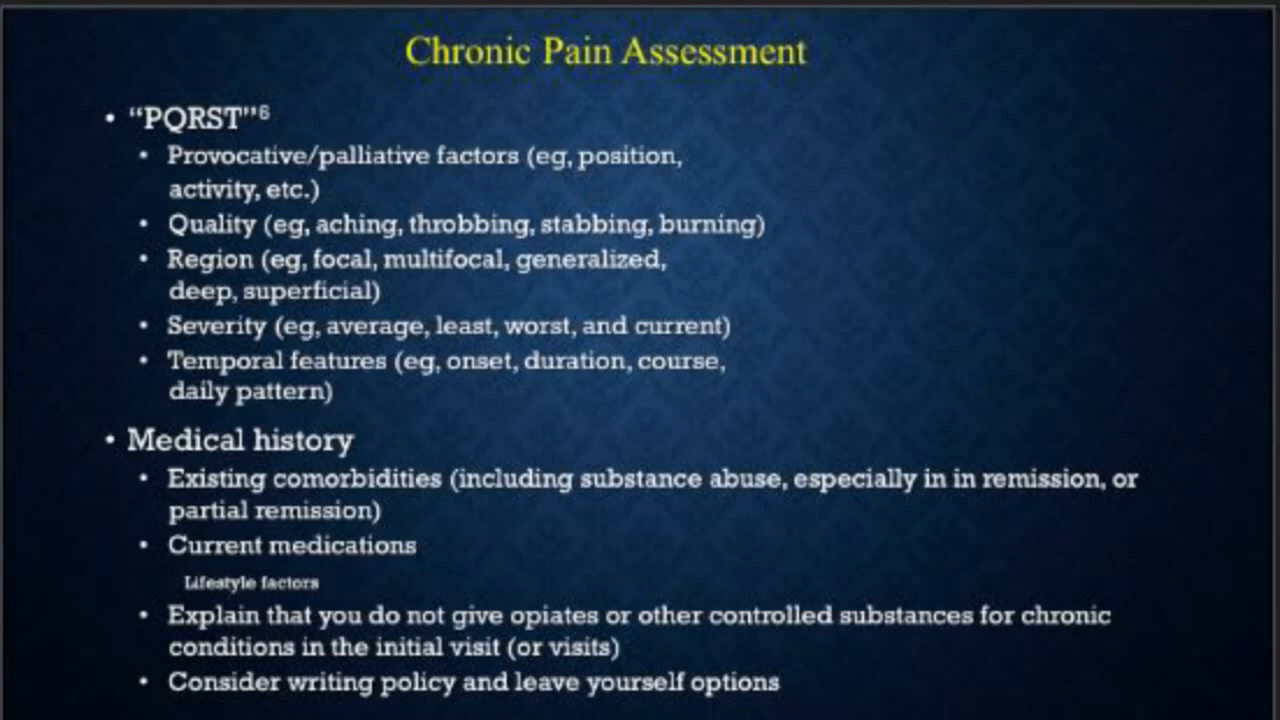 Chronic Pain Assessment
• “PQRST”6
• Provocative/palliative factors (eg, position,
activity, etc.)
• Quality (eg, aching, throbbing, stabbing, burning)
• Region (eg, focal, multifocal, generalized,
deep, superficial)
• Severity (eg, average, least, worst, and current)
• Temporal features (eg, onset, duration, course,
daily pattern)
• Medical history
• Existing comorbidities (including substance abuse, especially in in remission, or
partial remission)
• Current medications
Lifestyle factors
• Explain that you do not give opiates or other controlled substances for chronic
conditions in the initial visit (or visits)
• Consider writing policy and leave yourself options